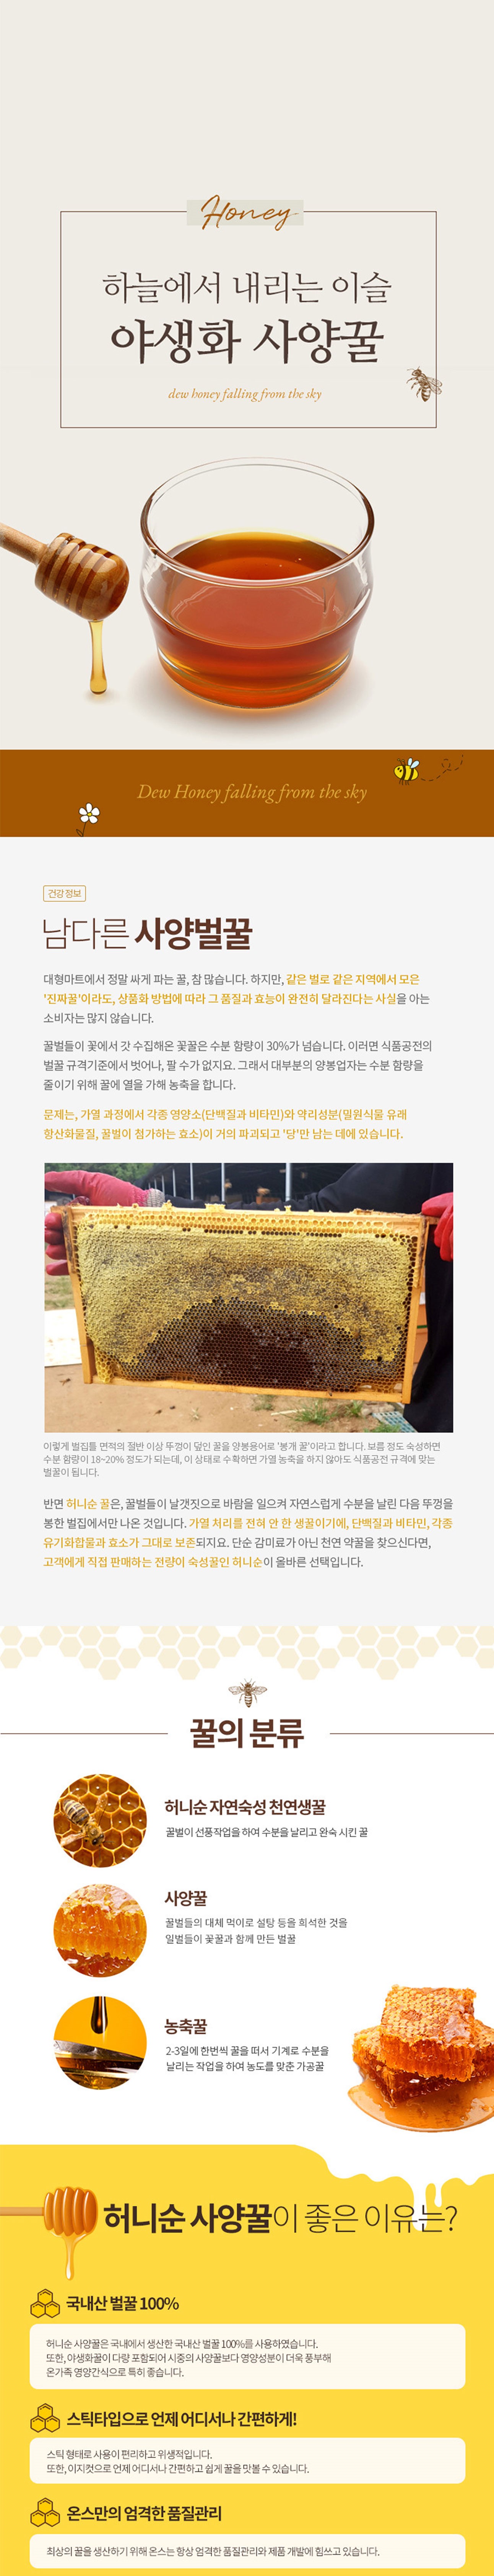 Honey
하늘에서 내리는 이슬
야생화 사양꿀
dew honey falling from the sky
Dew Honey falling from the sky
건강정보
남다른 사양벌꿀
대형마트에서 정말 싸게 파는 꿀, 참 많습니다. 하지만, 같은 벌로 같은 지역에서 모은
'진짜꿀'이라도, 상품화 방법에 따라 그 품질과 효능이 완전히 달라진다는 사실을 아는
소비자는 많지 않습니다.
꿀벌들이 꽃에서 갓 수집해온 꽃꿀은 수분 함량이 30%가 넘습니다. 이러면 식품공전의
벌꿀 규격기준에서 벗어나, 팔 수가 없지요. 그래서 대부분의 양봉업자는 수분 함량을
줄이기 위해 꿀에 열을 가해 농축을 합니다.
문제는, 가열 과정에서 각종 영양소(단백질과 비타민)와 약리성분(밀원식물 유래
항산화물질, 꿀벌이 첨가하는 효소)이 거의 파괴되고 '당'만 남는 데에 있습니다.
이렇게 벌집틀 면적의 절반 이상 뚜껑이 덮인 꿀을 양봉용어로 '봉개 꿀'이라고 합니다. 보름 정도 숙성하면
수분 함량이 18~20% 정도가 되는데, 이 상태로 수확하면 가열 농축을 하지 않아도 식품공전 규격에 맞는
벌꿀이 됩니다.
반면 허니순 꿀은, 꿀벌들이 날갯짓으로 바람을 일으켜 자연스럽게 수분을 날린 다음 뚜껑을
봉한 벌집에서만 나온 것입니다. 가열 처리를 전혀 안 한 생꿀이기에, 단백질과 비타민, 각종
유기화합물과 효소가 그대로 보존되지요. 단순 감미료가 아닌 천연 약꿀을 찾으신다면,
고객에게 직접 판매하는 전량이 숙성꿀인 허니순이 올바른 선택입니다.
꿀의 분류
허니순 자연숙성 천연생꿀
꿀벌이 선풍작업을 하여 수분을 날리고 완숙 시킨 꿀
사양꿀
꿀벌들의 대체 먹이로 설탕 등을 희석한 것을
일벌들이 꽃꿀과 함께 만든 벌꿀
농축꿀
2-3일에 한번씩 꿀을 떠서 기계로 수분을
날리는 작업을 하여 농도를 맞춘 가공꿀
허니순 사양꿀이 좋은 이유는?
국내산 벌꿀 100%
허니순 사양꿀은 국내에서 생산한 국내산 벌꿀 100%를 사용하였습니다.
또한, 야생화꿀이 다량 포함되어 시중의 사양꿀보다 영양성분이 더욱 풍부해
온가족 영양간식으로 특히 좋습니다.
스틱타입으로 언제 어디서나 간편하게!
스틱 형태로 사용이 편리하고 위생적입니다.
또한, 이지컷으로 언제 어디서나 간편하고 쉽게 꿀을 맛볼 수 있습니다.
온스만의 엄격한 품질관리
최상의 꿀을 생산하기 위해 온스는 항상 엄격한 품질관리와 제품 개발에 힘쓰고 있습니다.